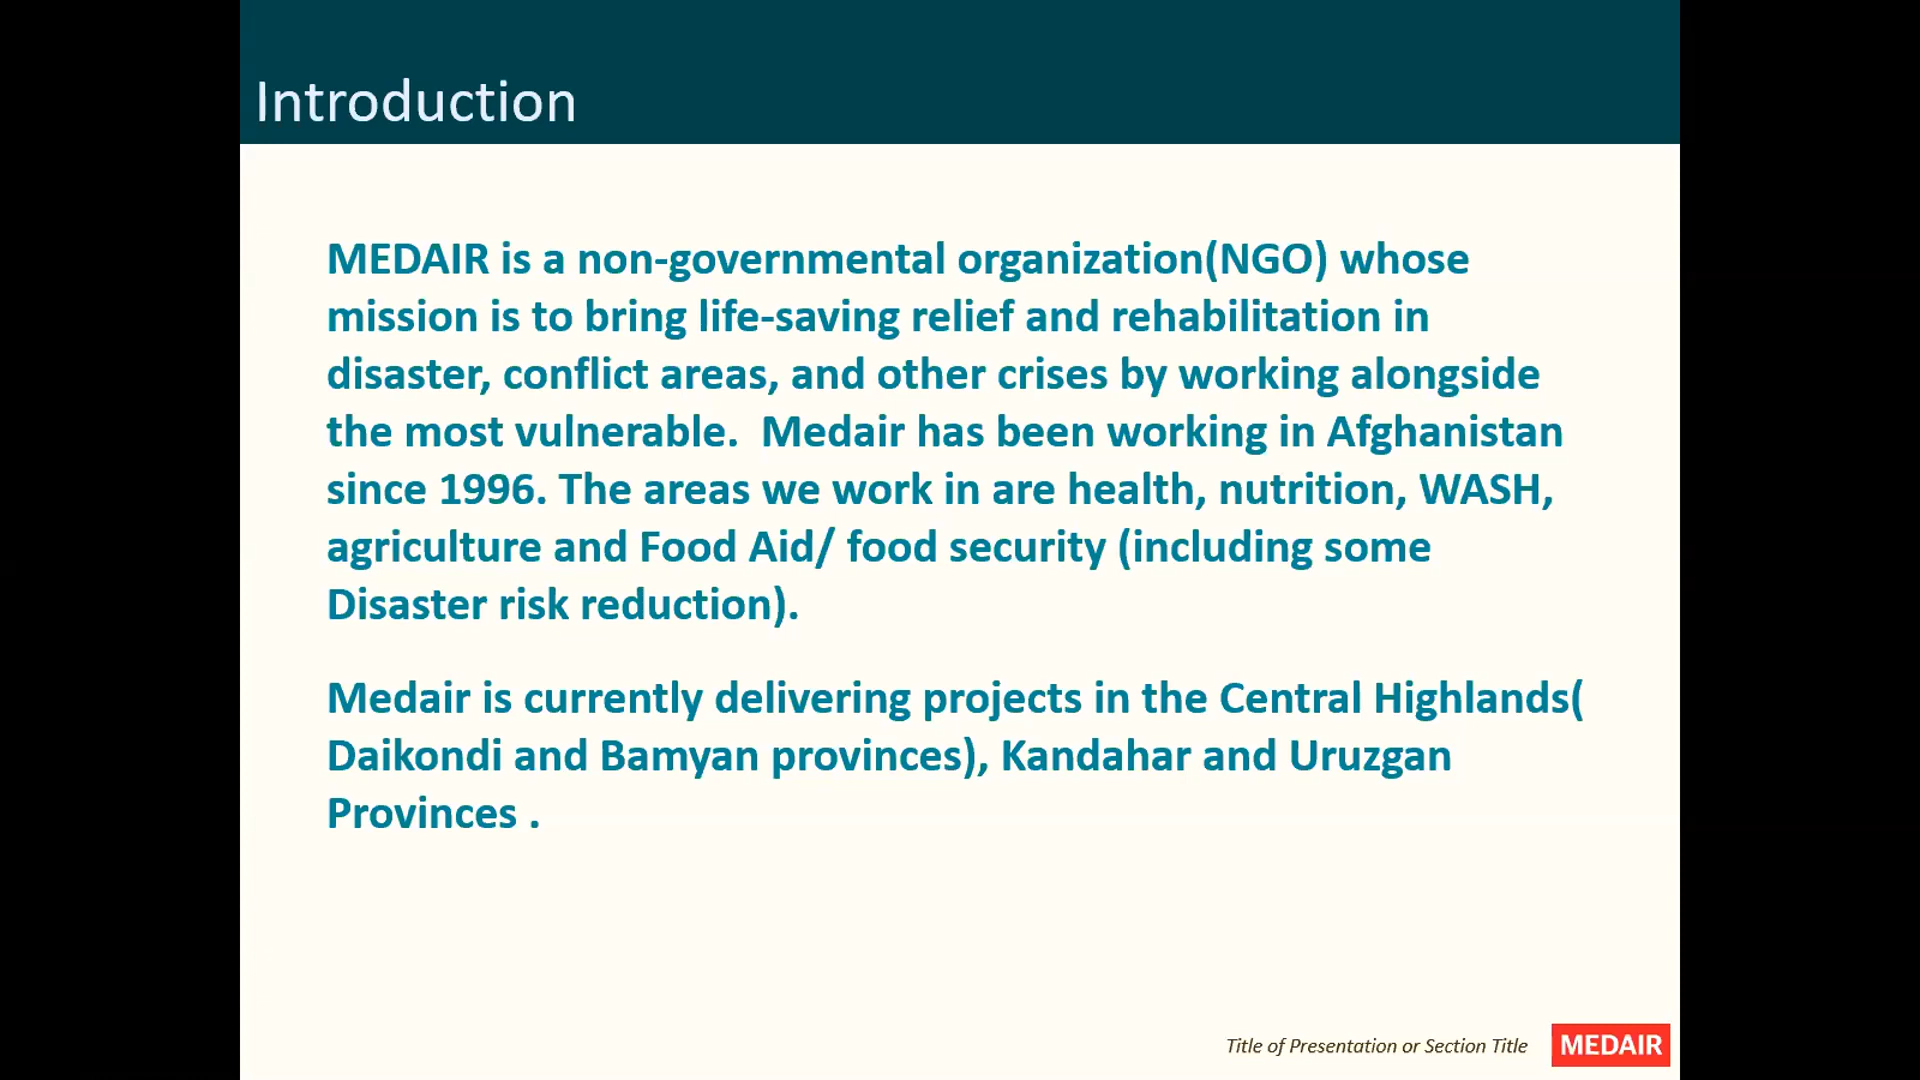 Introduction
MEDAIR is a non-governmental organization(NGO) whose
mission is to bring life-saving relief and rehabilitation in
disaster, conflict areas, and other crises by working alongside
the most vulnerable.  Medair has been working in Afghanistan
since 1996. The areas we work in are health, nutrition, WASH,
agriculture and Food Aid/ food security (including some
Disaster risk reduction).
Medair is currently delivering projects in the Central Highlands(
Daikondi and Bamyan provinces), Kandahar and Uruzgan
Provinces .
Title of Presentation or Section Title
MEDAIR